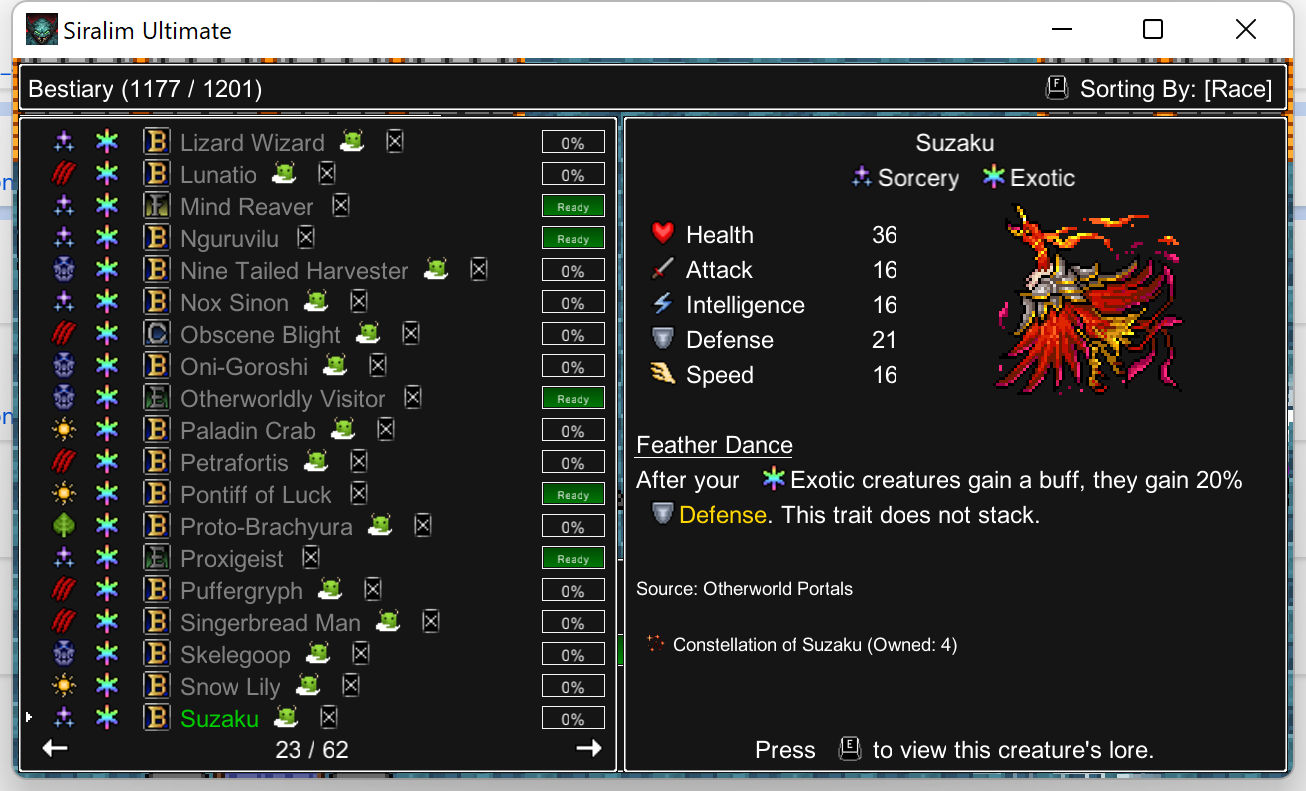 Siralim Ultimate
Bestiary (1177 / 1201)
F Sorting By: [Race]
B Lizard Wizard 0%
B Lunatio 0%
F Mind Reaver Ready
B Nguruvilu Ready
B Nine Tailed Harvester 0%
B Nox Sinon 0%
C Obscene Blight 0%
B Oni-Goroshi 0%
E Otherworldly Visitor Ready
B Paladin Crab 0%
B Petrafortis 0%
B Pontiff of Luck Ready
B Proto-Brachyura 0%
E Proxigeist Ready
B Puffergryph 0%
B Singerbread Man 0%
B Skelegoop 0%
B Snow Lily 0%
B Suzaku 0%
23 / 62
Suzaku
Sorcery Exotic
Health 36
Attack 16
Intelligence 16
Defense 21
Speed 16
Feather Dance
After your Exotic creatures gain a buff, they gain 20%
Defense. This trait does not stack.
Source: Otherworld Portals
Constellation of Suzaku (Owned: 4)
Press E to view this creature's lore.